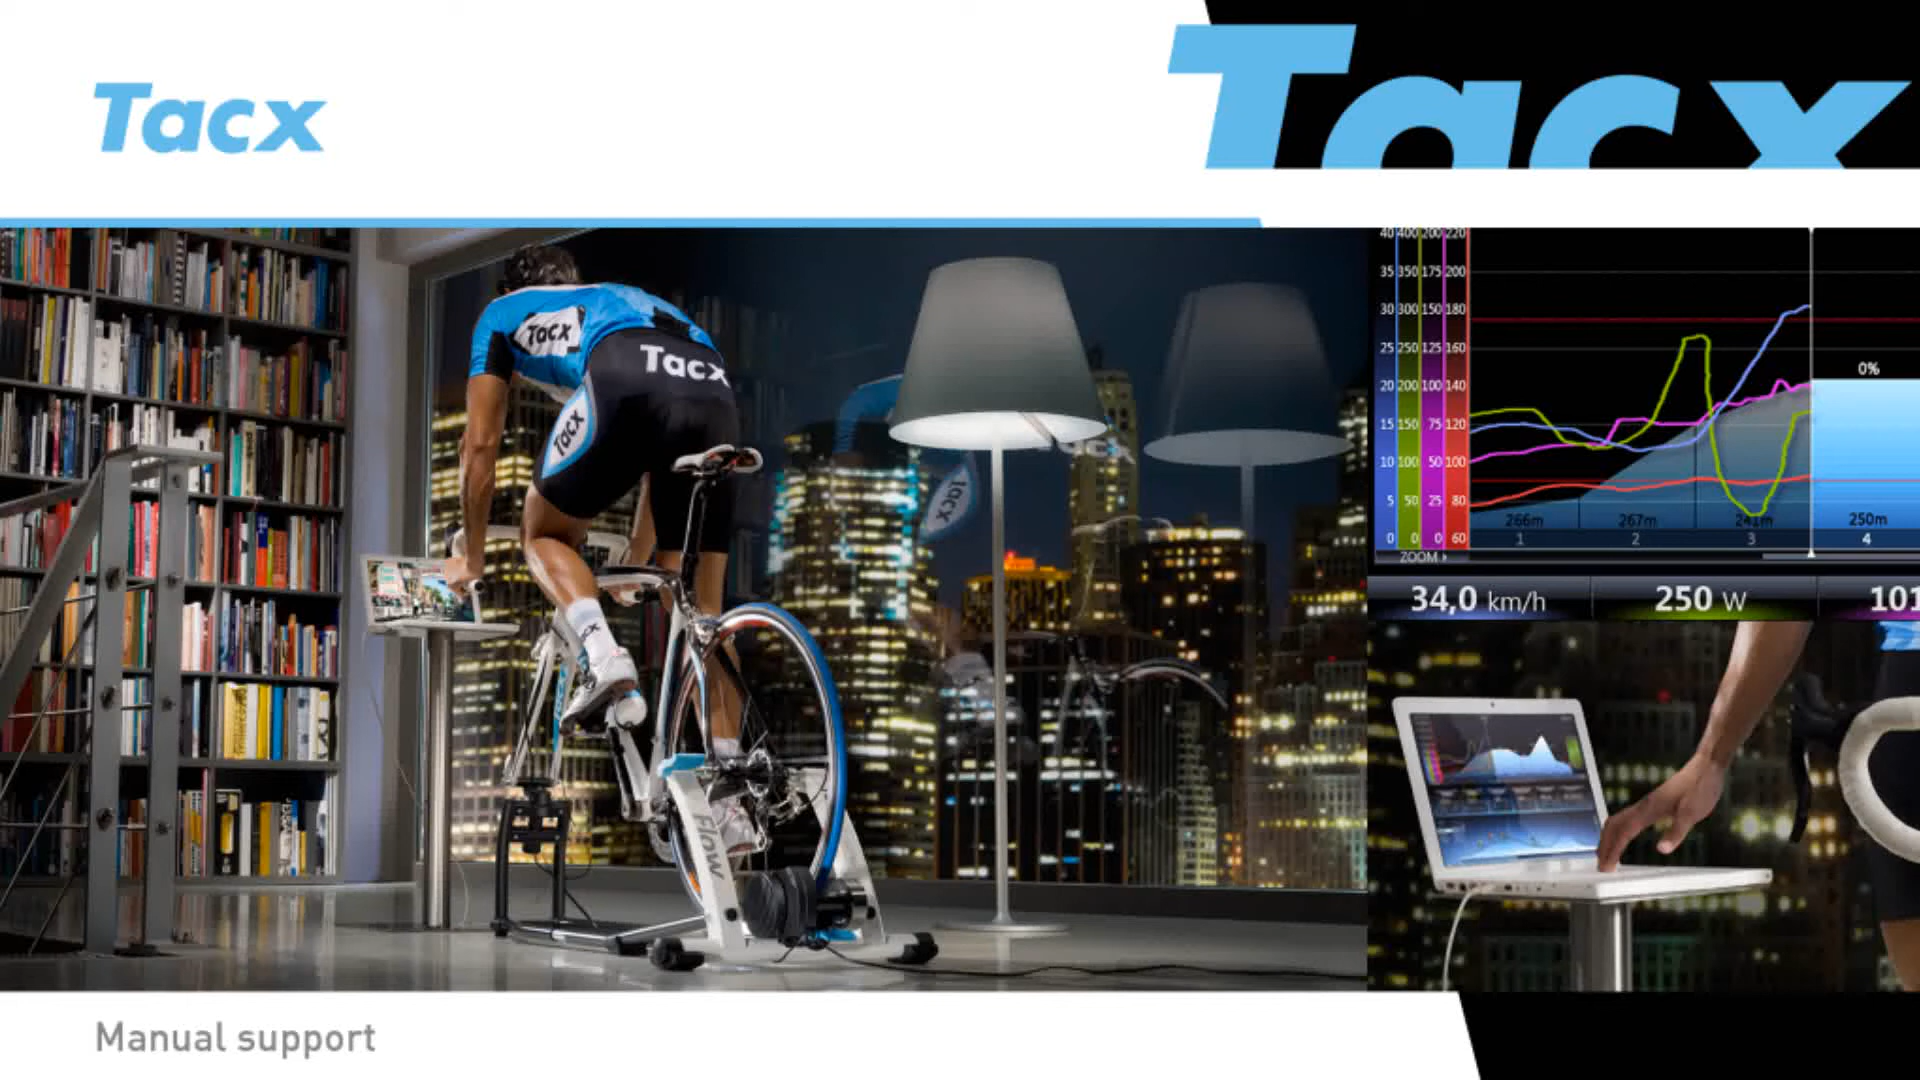 Tacx
Tacx
Tacx
Tacx
Tacx
Tacx
Flow
40 400 200 220
35 350 175 200
30 300 150 180
25 250 125 160
20 200 100 140
15 150 75 120
10 100 50 100
5 50 25 80
0 0 0 60
0%
266m 267m 241m 250m
1 2 3 4
ZOOM
34,0 km/h 250 W 101
Manual support